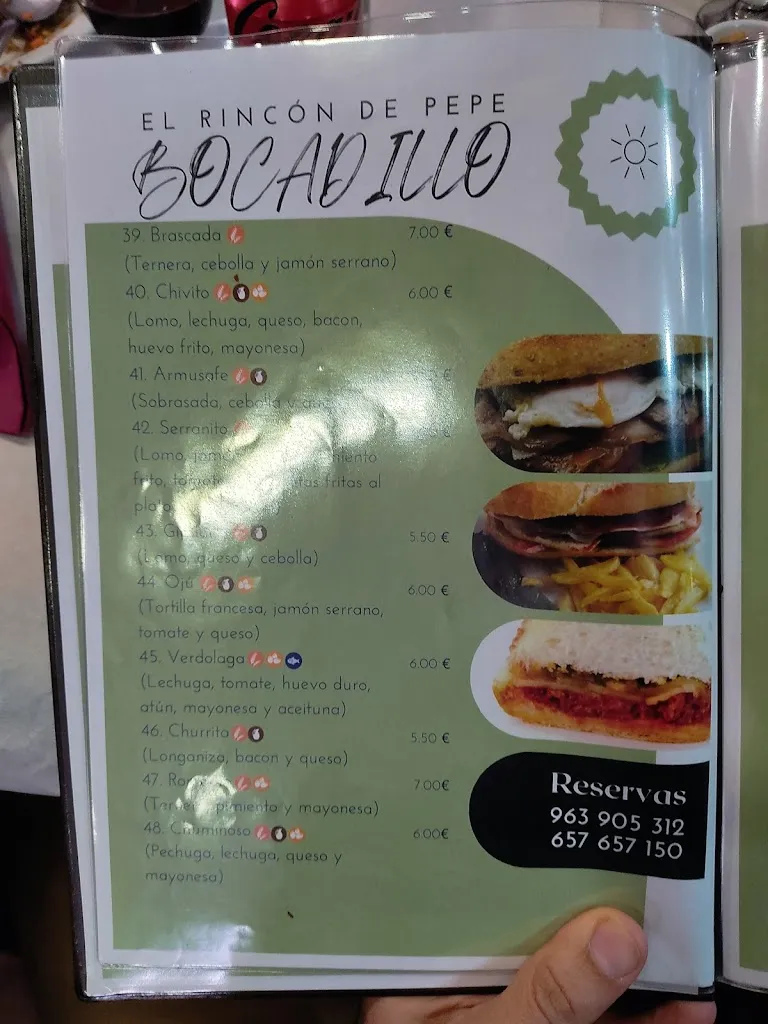 EL RINCÓN DE PEPE
BOCADILLO
39. Brascada 7.00 €
(Ternera, cebolla y jamón serrano)
40. Chivito 6.00 €
(Lomo, lechuga, queso, bacon,
huevo frito, mayonesa)
41. Armusafe €
(Sobrasada, cebolla y
42. Serranito €
(Lomo,
frito, fritas al
43. 5.50 €
(Lomo, queso y cebolla)
44. Ojú 6.00 €
(Tortilla francesa, jamón serrano,
tomate y queso)
45. Verdolaga 6.00 €
(Lechuga, tomate, huevo duro,
atún, mayonesa y aceituna)
46. Churrita 5.50 €
(Longaniza, bacon y queso)
47. 7.00€
(Ternera, pimiento y mayonesa)
48. 6.00€
(Pechuga, lechuga, queso y
mayonesa)
Reservas
963 905 312
657 657 150